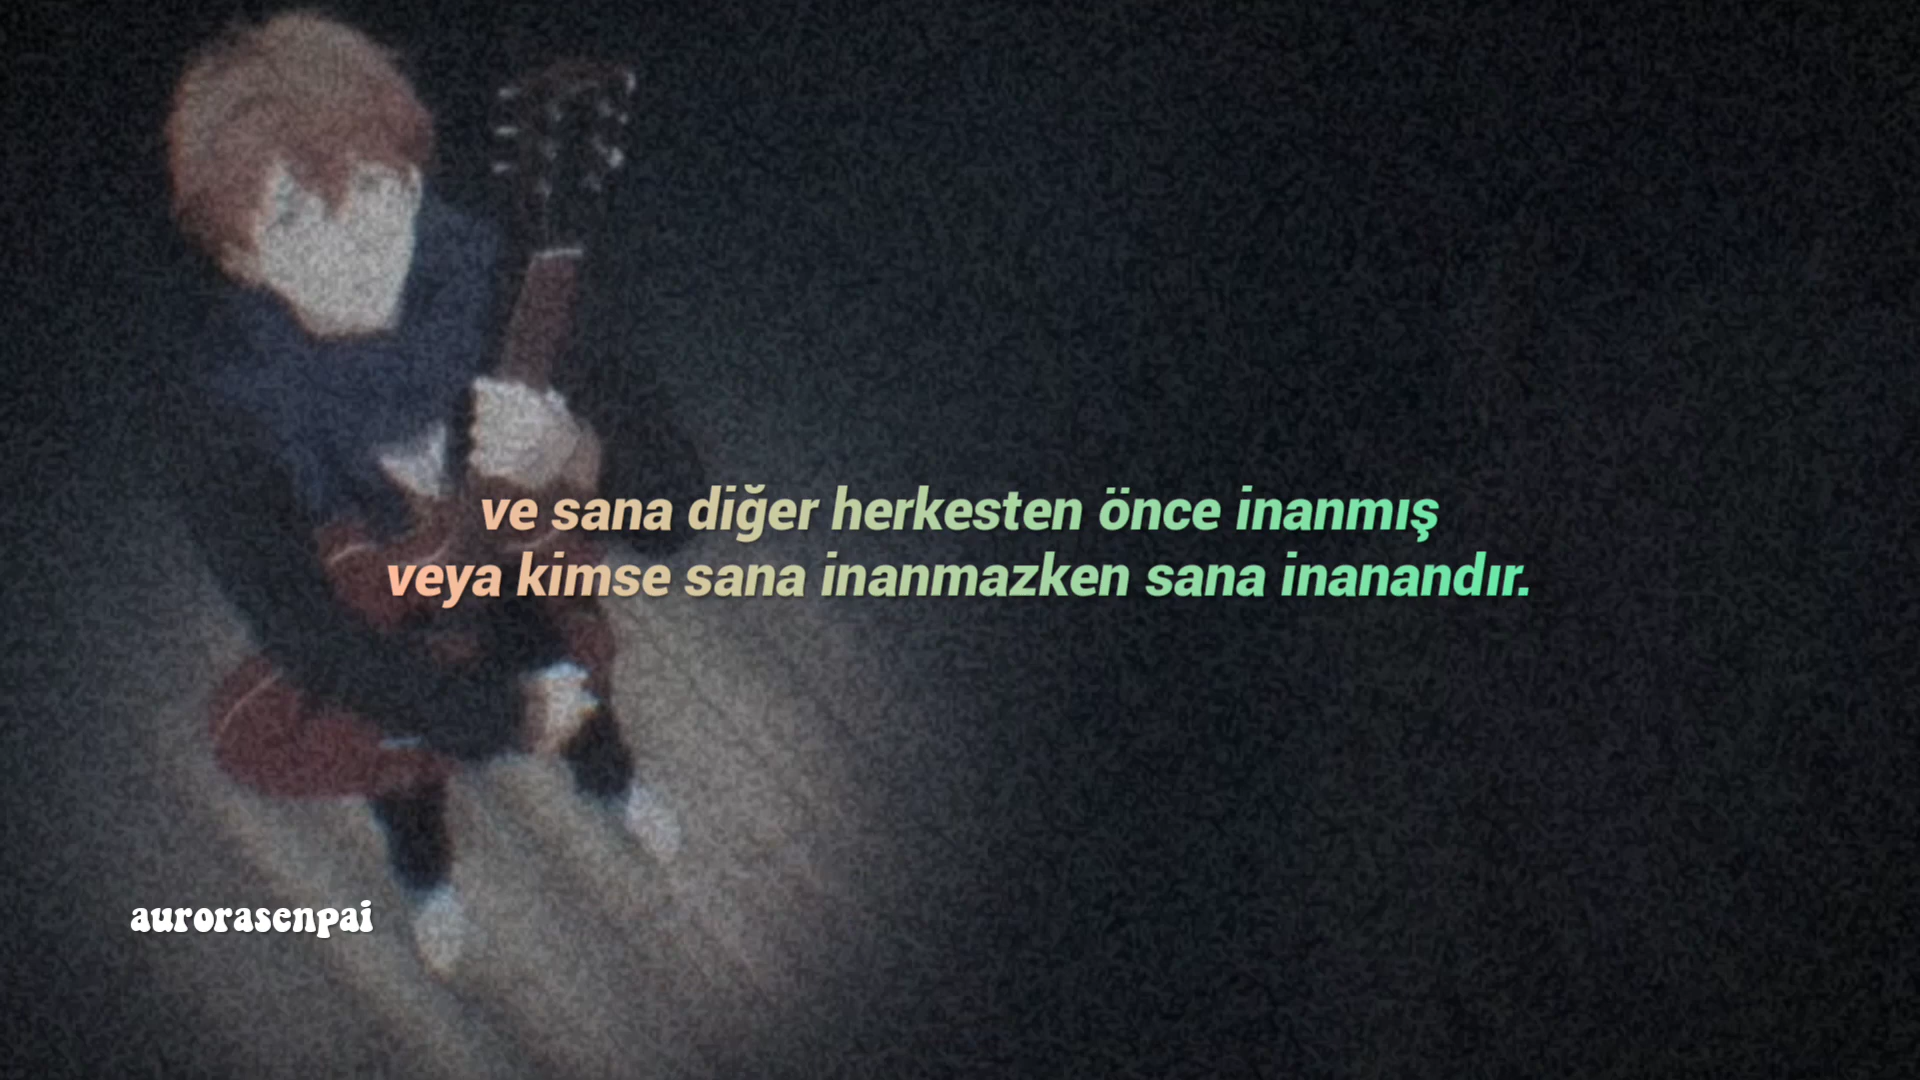 ve sana diğer herkesten önce inanmış
veya kimse sana inanmazken sana inanandır.
aurorasenpai